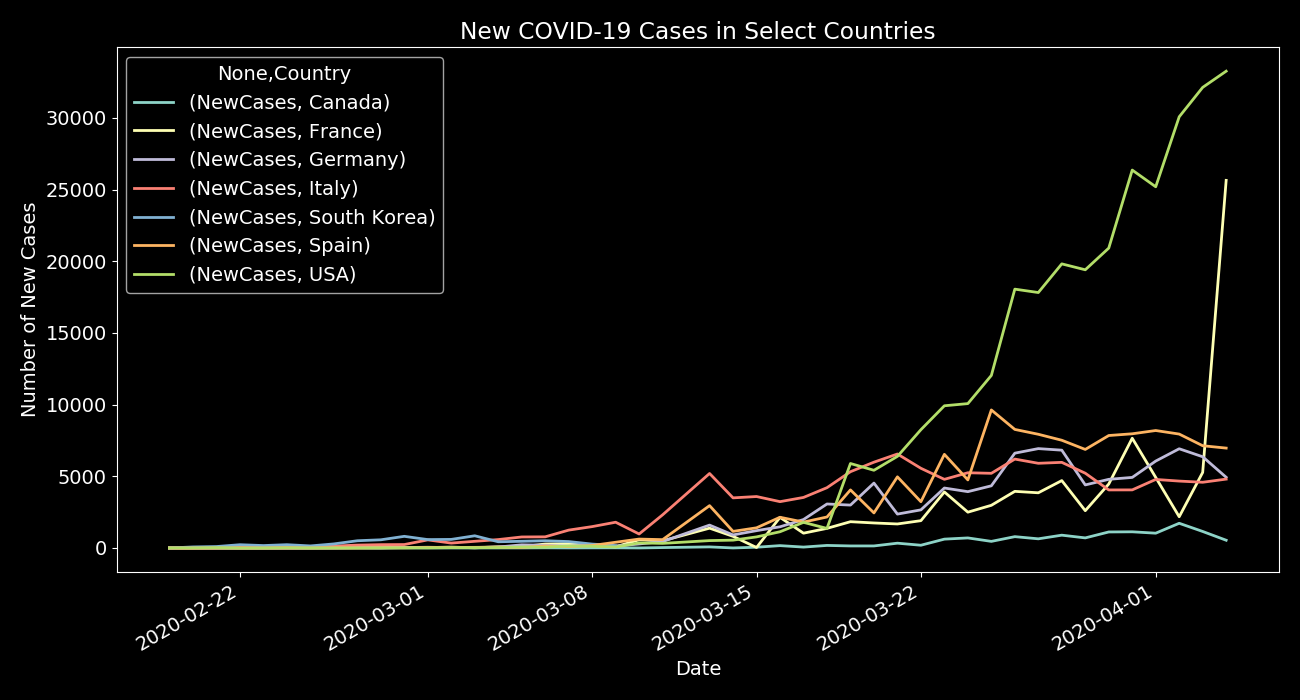 New COVID-19 Cases in Select Countries
None,Country
(NewCases, Canada)
(NewCases, France)
(NewCases, Germany)
(NewCases, Italy)
(NewCases, South Korea)
(NewCases, Spain)
(NewCases, USA)
Number of New Cases
30000
25000
20000
15000
10000
5000
0
2020-02-22
2020-03-01
2020-03-08
2020-03-15
2020-03-22
2020-04-01
Date